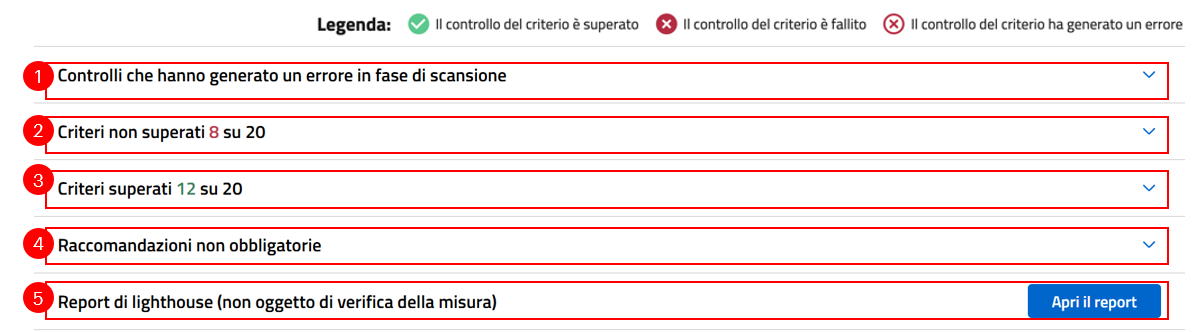 Legenda: Il controllo del criterio è superato Il controllo del criterio è fallito Il controllo del criterio ha generato un errore
1 Controlli che hanno generato un errore in fase di scansione
2 Criteri non superati 8 su 20
3 Criteri superati 12 su 20
4 Raccomandazioni non obbligatorie
5 Report di lighthouse (non oggetto di verifica della misura) Apri il report